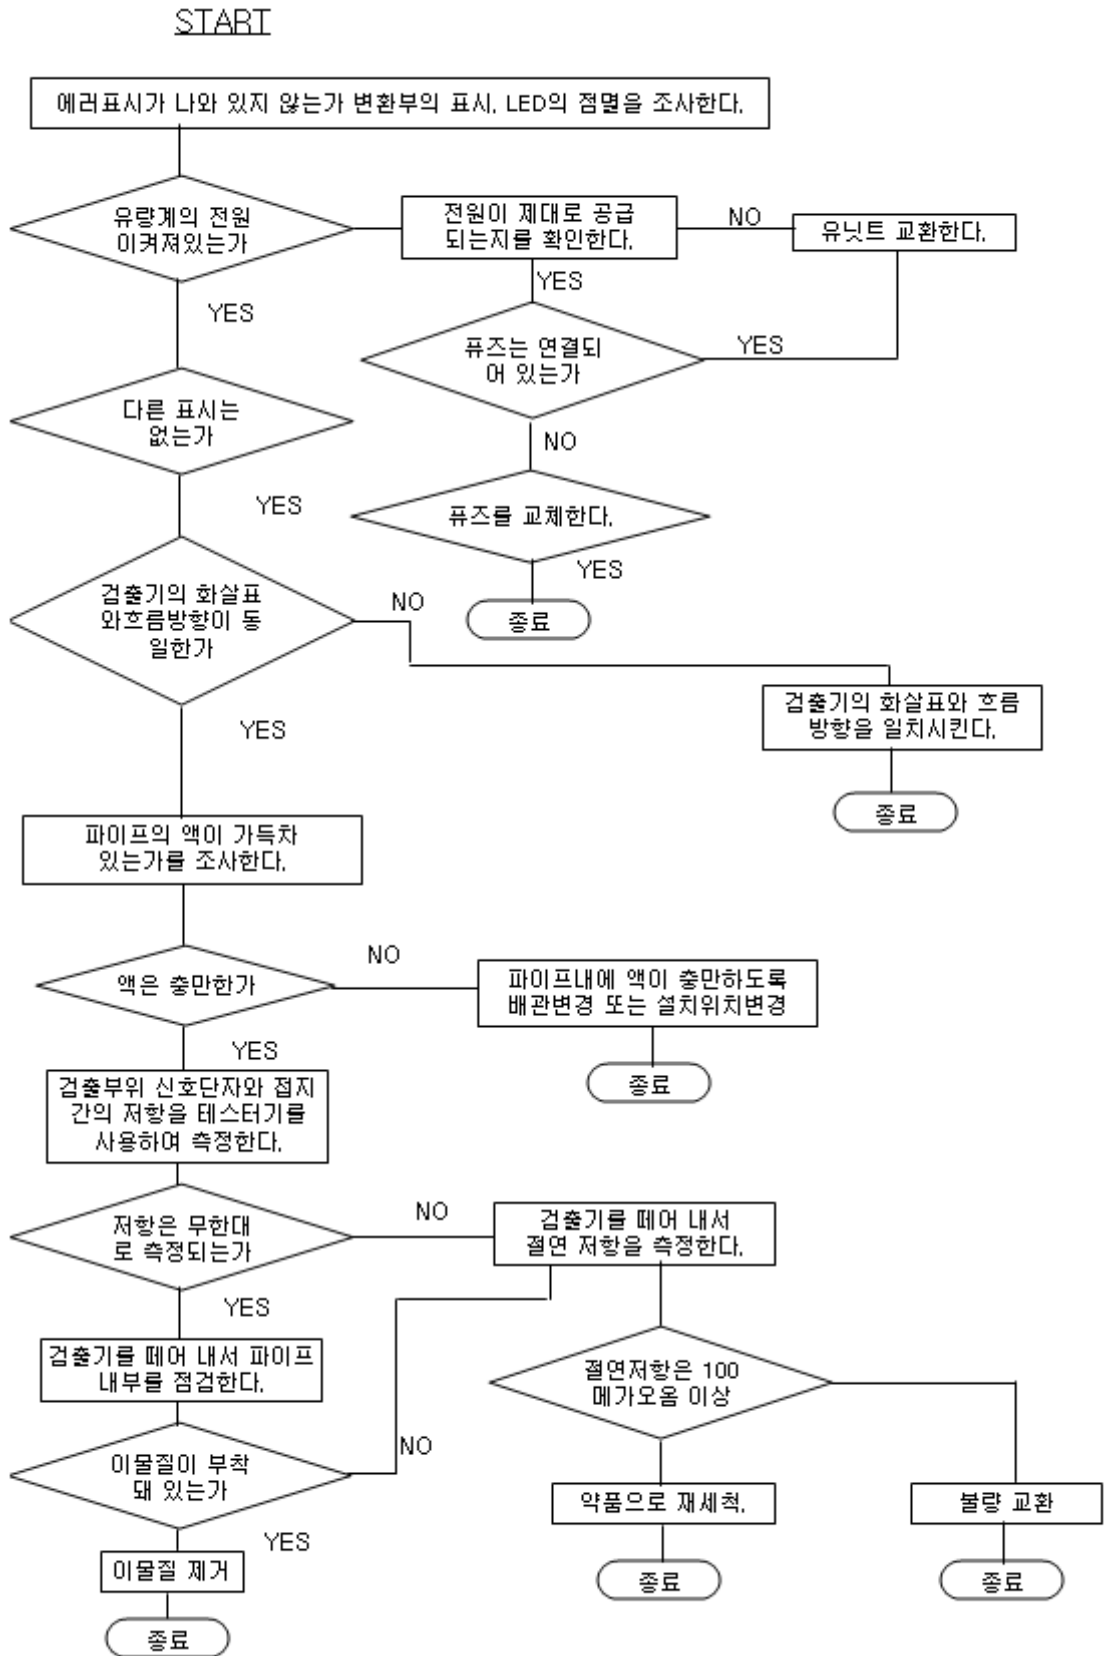 START
에러표시가 나와 있지 않는가 변환부의 표시. LED의 점멸을 조사한다.
유량계의 전원
이켜져있는가
전원이 제대로 공급
되는지를 확인한다.
NO
유닛트 교환한다.
YES
YES
퓨즈는 연결되
어 있는가
YES
다른 표시는
없는가
NO
YES
퓨즈를 교체한다.
YES
종료
검출기의 화살표
와흐름방향이 동
일한가
NO
검출기의 화살표와 흐름
방향을 일치시킨다.
YES
종료
파이프의 액이 가득차
있는가를 조사한다.
NO
액은 충만한가
파이프내에 액이 충만하도록
배관변경 또는 설치위치변경
YES
종료
검출부위 신호단자와 접지
간의 저항을 테스터기를
사용하여 측정한다.
저항은 무한대
로 측정되는가
NO
검출기를 떼어 내서
절연 저항을 측정한다.
YES
검출기를 떼어 내서 파이프
내부를 점검한다.
절연저항은 100
메가오옴 이상
NO
이물질이 부착
돼 있는가
약품으로 재세척.
불량 교환
YES
이물질 제거
종료
종료
종료